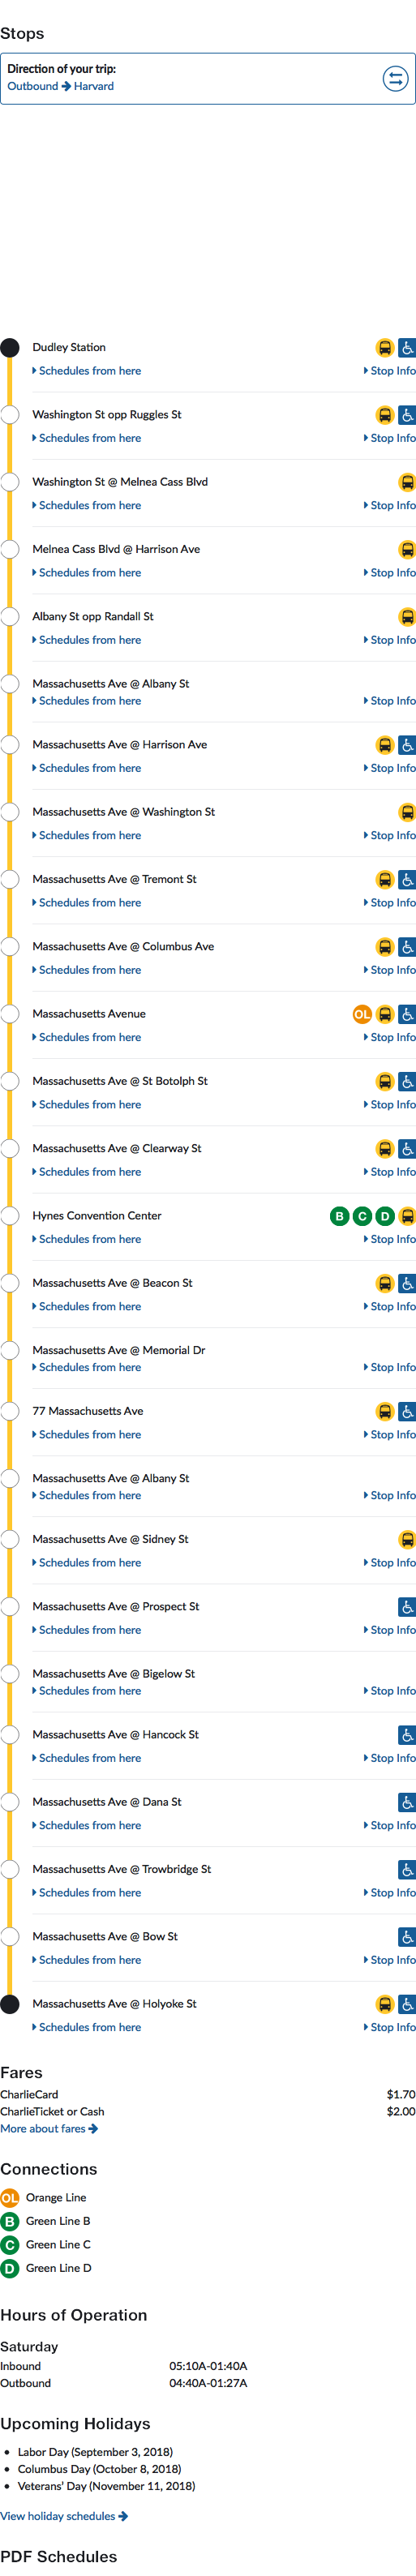 Stops
Direction of your trip:
Outbound → Harvard
Dudley Station
Schedules from here Stop Info
Washington St opp Ruggles St
Schedules from here Stop Info
Washington St @ Melnea Cass Blvd
Schedules from here Stop Info
Melnea Cass Blvd @ Harrison Ave
Schedules from here Stop Info
Albany St opp Randall St
Schedules from here Stop Info
Massachusetts Ave @ Albany St
Schedules from here Stop Info
Massachusetts Ave @ Harrison Ave
Schedules from here Stop Info
Massachusetts Ave @ Washington St
Schedules from here Stop Info
Massachusetts Ave @ Tremont St
Schedules from here Stop Info
Massachusetts Ave @ Columbus Ave
Schedules from here Stop Info
Massachusetts Avenue OL
Schedules from here Stop Info
Massachusetts Ave @ St Botolph St
Schedules from here Stop Info
Massachusetts Ave @ Clearway St
Schedules from here Stop Info
Hynes Convention Center B C D
Schedules from here Stop Info
Massachusetts Ave @ Beacon St
Schedules from here Stop Info
Massachusetts Ave @ Memorial Dr
Schedules from here Stop Info
77 Massachusetts Ave
Schedules from here Stop Info
Massachusetts Ave @ Albany St
Schedules from here Stop Info
Massachusetts Ave @ Sidney St
Schedules from here Stop Info
Massachusetts Ave @ Prospect St
Schedules from here Stop Info
Massachusetts Ave @ Bigelow St
Schedules from here Stop Info
Massachusetts Ave @ Hancock St
Schedules from here Stop Info
Massachusetts Ave @ Dana St
Schedules from here Stop Info
Massachusetts Ave @ Trowbridge St
Schedules from here Stop Info
Massachusetts Ave @ Bow St
Schedules from here Stop Info
Massachusetts Ave @ Holyoke St
Schedules from here Stop Info
Fares
CharlieCard $1.70
CharlieTicket or Cash $2.00
More about fares →
Connections
OL Orange Line
B Green Line B
C Green Line C
D Green Line D
Hours of Operation
Saturday
Inbound 05:10A-01:40A
Outbound 04:40A-01:27A
Upcoming Holidays
• Labor Day (September 3, 2018)
• Columbus Day (October 8, 2018)
• Veterans' Day (November 11, 2018)
View holiday schedules →
PDF Schedules